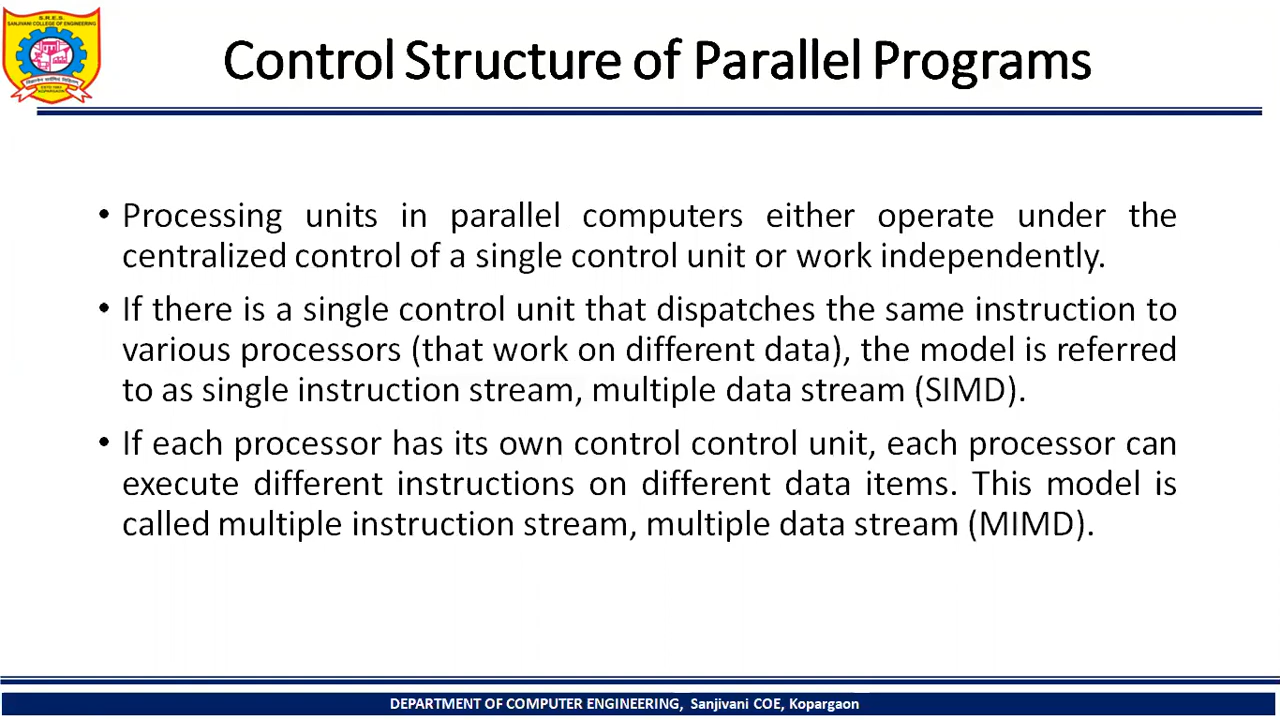 S.R.E.S.
SANJIVANI COLLEGE OF ENGINEERING
Control Structure of Parallel Programs
• Processing units in parallel computers either operate under the
centralized control of a single control unit or work independently.
• If there is a single control unit that dispatches the same instruction to
various processors (that work on different data), the model is referred
to as single instruction stream, multiple data stream (SIMD).
• If each processor has its own control control unit, each processor can
execute different instructions on different data items. This model is
called multiple instruction stream, multiple data stream (MIMD).
DEPARTMENT OF COMPUTER ENGINEERING, Sanjivani COE, Kopargaon